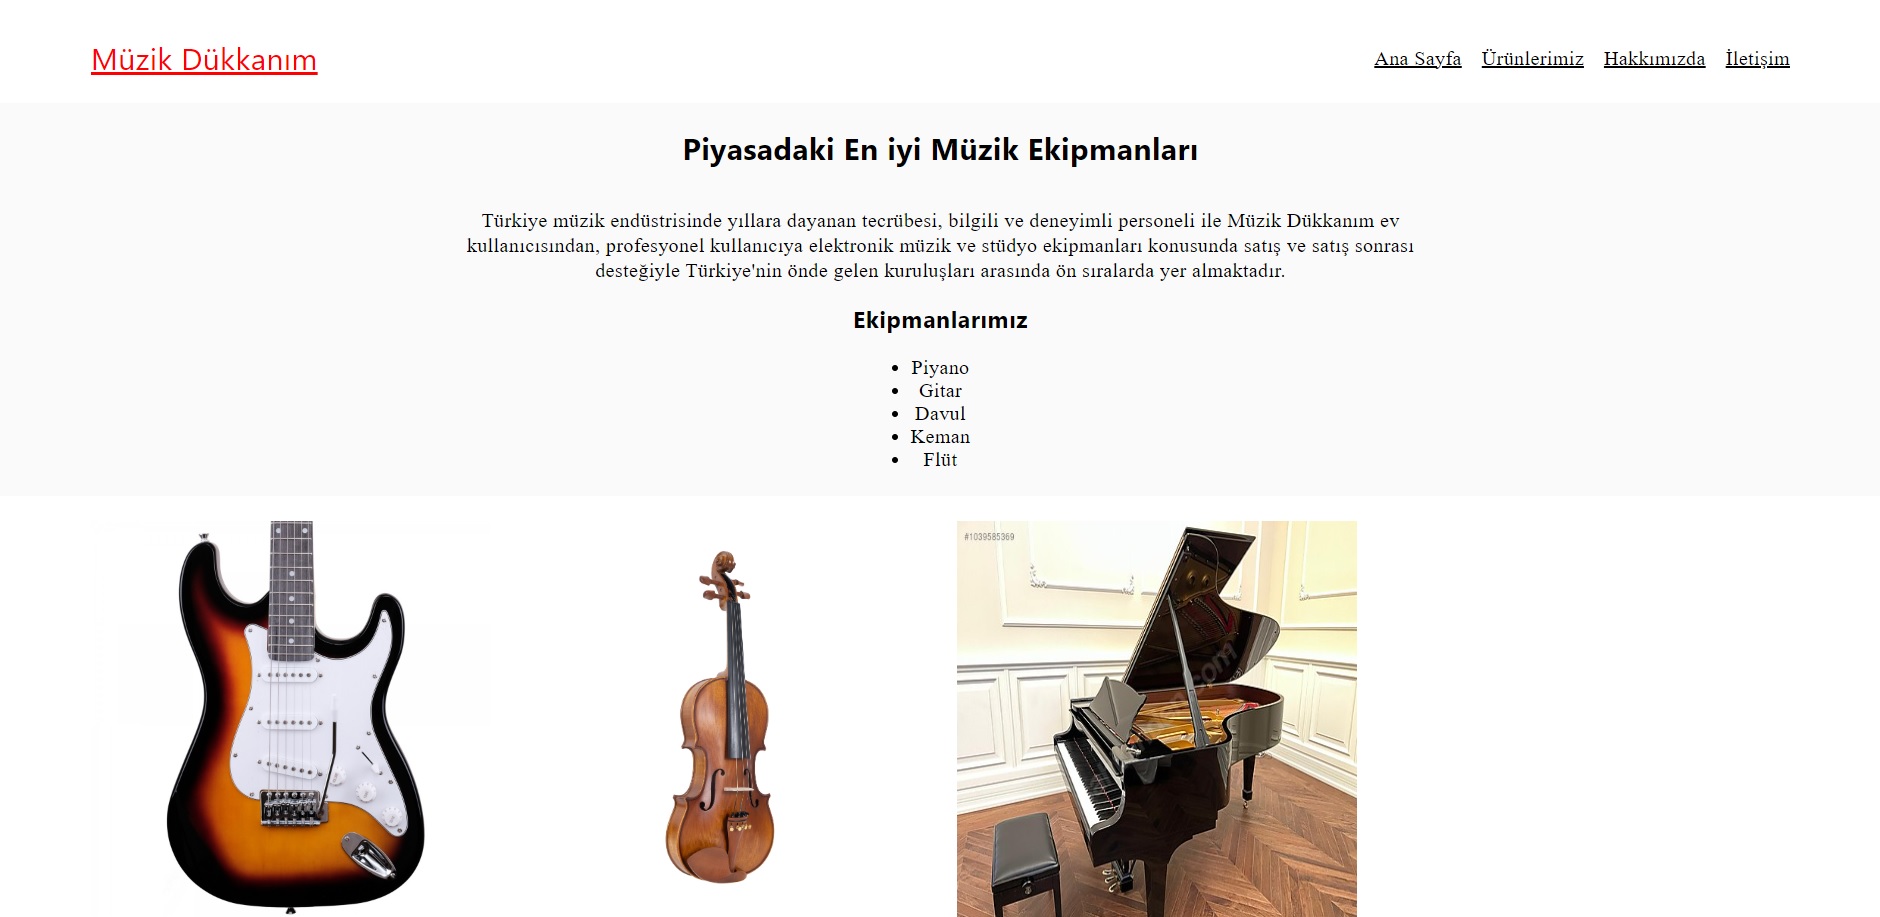 Müzik Dükkanım
Ana Sayfa Ürünlerimiz Hakkımızda İletişim
Piyasadaki En iyi Müzik Ekipmanları
Türkiye müzik endüstrisinde yıllara dayanan tecrübesi, bilgili ve deneyimli personeli ile Müzik Dükkanım ev
kullanıcısından, profesyonel kullanıcıya elektronik müzik ve stüdyo ekipmanları konusunda satış ve satış sonrası
desteğiyle Türkiye'nin önde gelen kuruluşları arasında ön sıralarda yer almaktadır.
Ekipmanlarımız
• Piyano
• Gitar
• Davul
• Keman
• Flüt
#1039585369